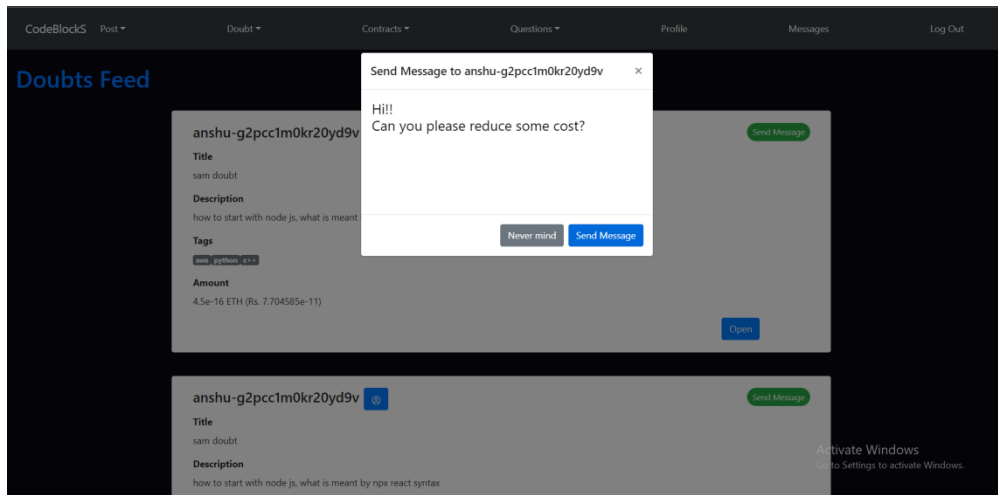 CodeBlockS Post Doubt Contracts Questions Profile Messages Log Out
Doubts Feed
Send Message to anshu-g2pcc1m0kr20yd9v ×
Hi!!
Can you please reduce some cost?
Never mind Send Message
anshu-g2pcc1m0kr20yd9v Send Message
Title
sam doubt
Description
how to start with node js, what is meant
Tags
aws python c++
Amount
4.5e-16 ETH (Rs. 7.704585e-11)
Open
anshu-g2pcc1m0kr20yd9v Send Message
Title
sam doubt
Description
how to start with node js, what is meant by npx react syntax
Activate Windows
Go to Settings to activate Windows.